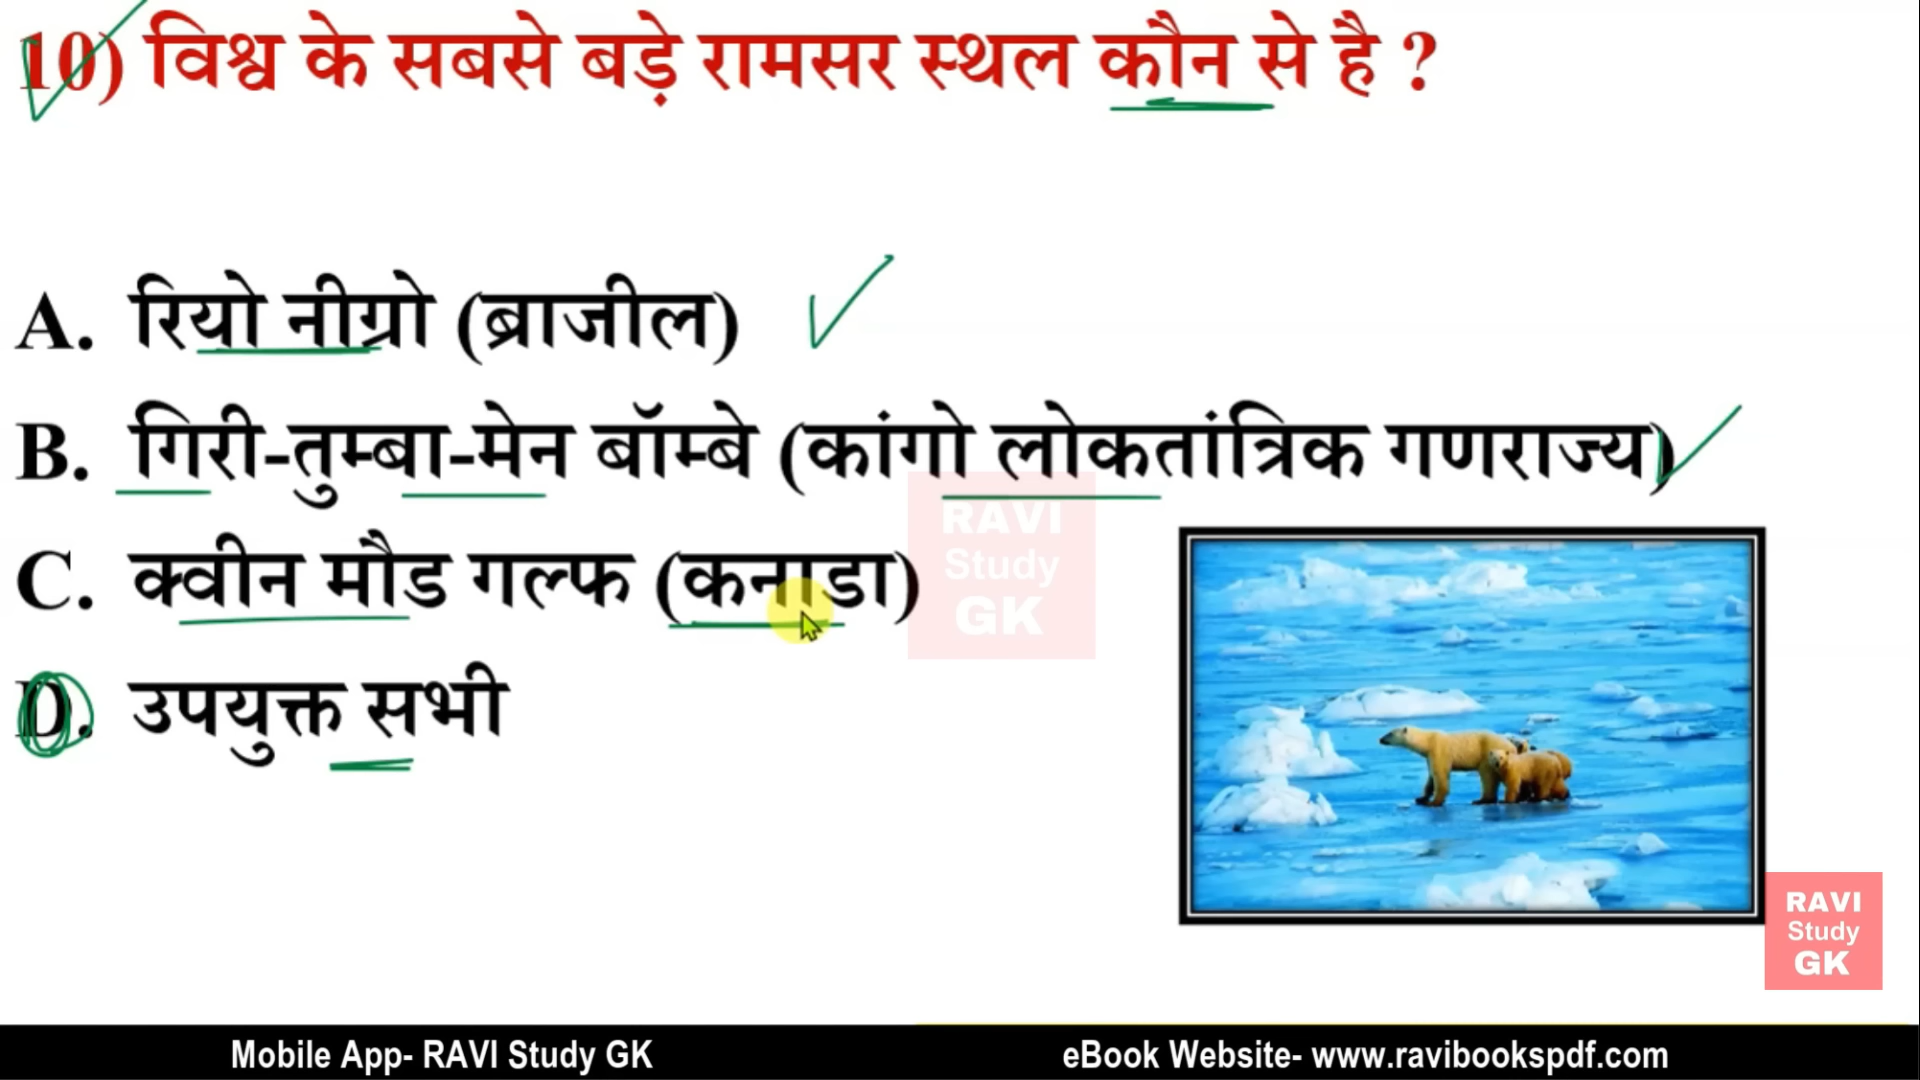 10) विश्व के सबसे बड़े रामसर स्थल कौन से है ?
A. रियो नीग्रो (ब्राजील)
B. गिरी-तुम्बा-मेन बॉम्बे (कांगो लोकतांत्रिक गणराज्य)
C. क्वीन मौड गल्फ (कनाडा)
D. उपयुक्त सभी
RAVI
Study
GK
RAVI
Study
GK
Mobile App- RAVI Study GK
eBook Website- www.ravibookspdf.com